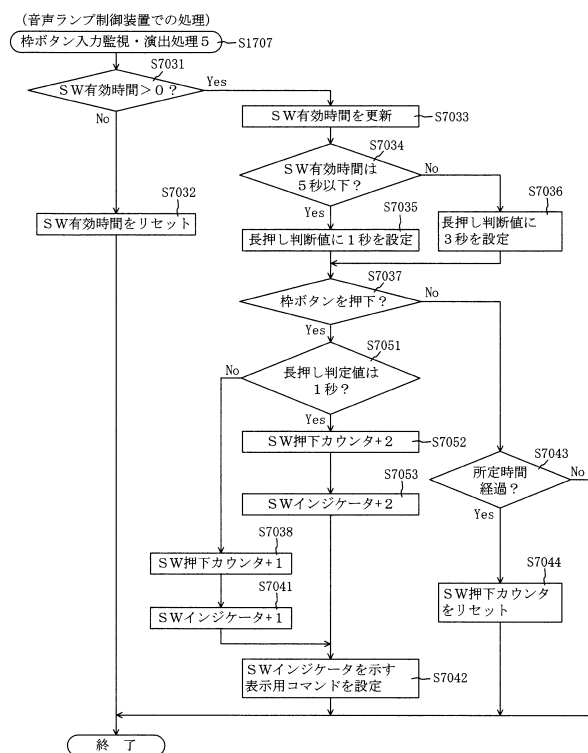 (音声ランプ制御装置での処理)
枠ボタン入力監視・演出処理5
S1707
S7031
SW有効時間>0?
Yes
No
SW有効時間を更新
S7033
S7034
SW有効時間は
5秒以下?
No
Yes
S7032
SW有効時間をリセット
S7035
長押し判断値に1秒を設定
S7036
長押し判断値に
3秒を設定
S7037
枠ボタンを押下?
No
Yes
S7051
長押し判定値は
1秒?
No
Yes
SW押下カウンタ+2
S7052
S7053
SWインジケータ+2
S7043
所定時間
経過?
No
Yes
S7038
SW押下カウンタ+1
S7041
SWインジケータ+1
S7044
SW押下カウンタ
をリセット
SWインジケータを示す
表示用コマンドを設定
S7042
終 了